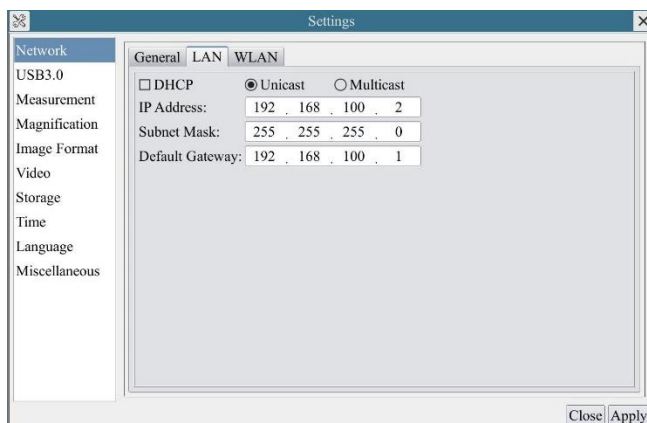 Settings
Network
USB3.0
Measurement
Magnification
Image Format
Video
Storage
Time
Language
Miscellaneous
General LAN WLAN
DHCP Unicast Multicast
IP Address: 192 . 168 . 100 . 2
Subnet Mask: 255 . 255 . 255 . 0
Default Gateway: 192 . 168 . 100 . 1
Close Apply